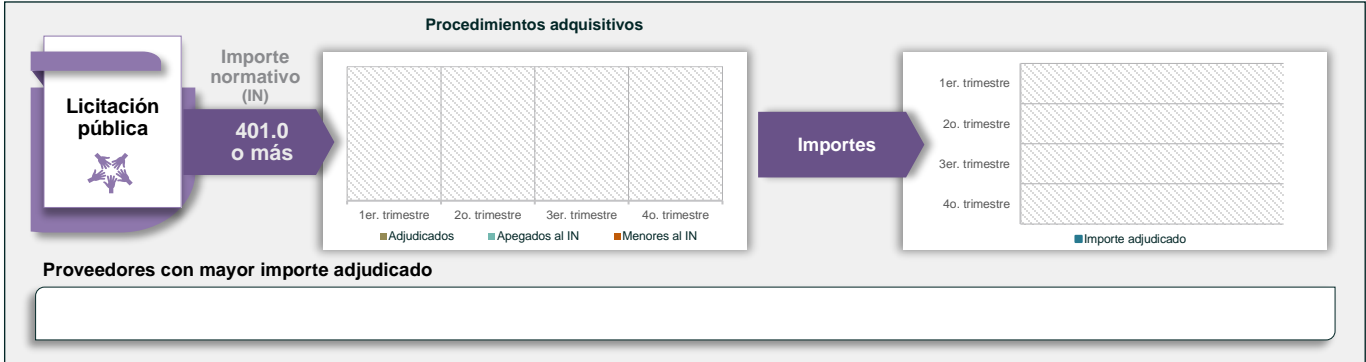 Procedimientos adquisitivos
Licitación
pública
Importe
normativo
(IN)
401.0
o más
1er. trimestre 2o. trimestre 3er. trimestre 4o. trimestre
Adjudicados Apegados al IN Menores al IN
Importes
1er. trimestre
2o. trimestre
3er. trimestre
4o. trimestre
Importe adjudicado
Proveedores con mayor importe adjudicado